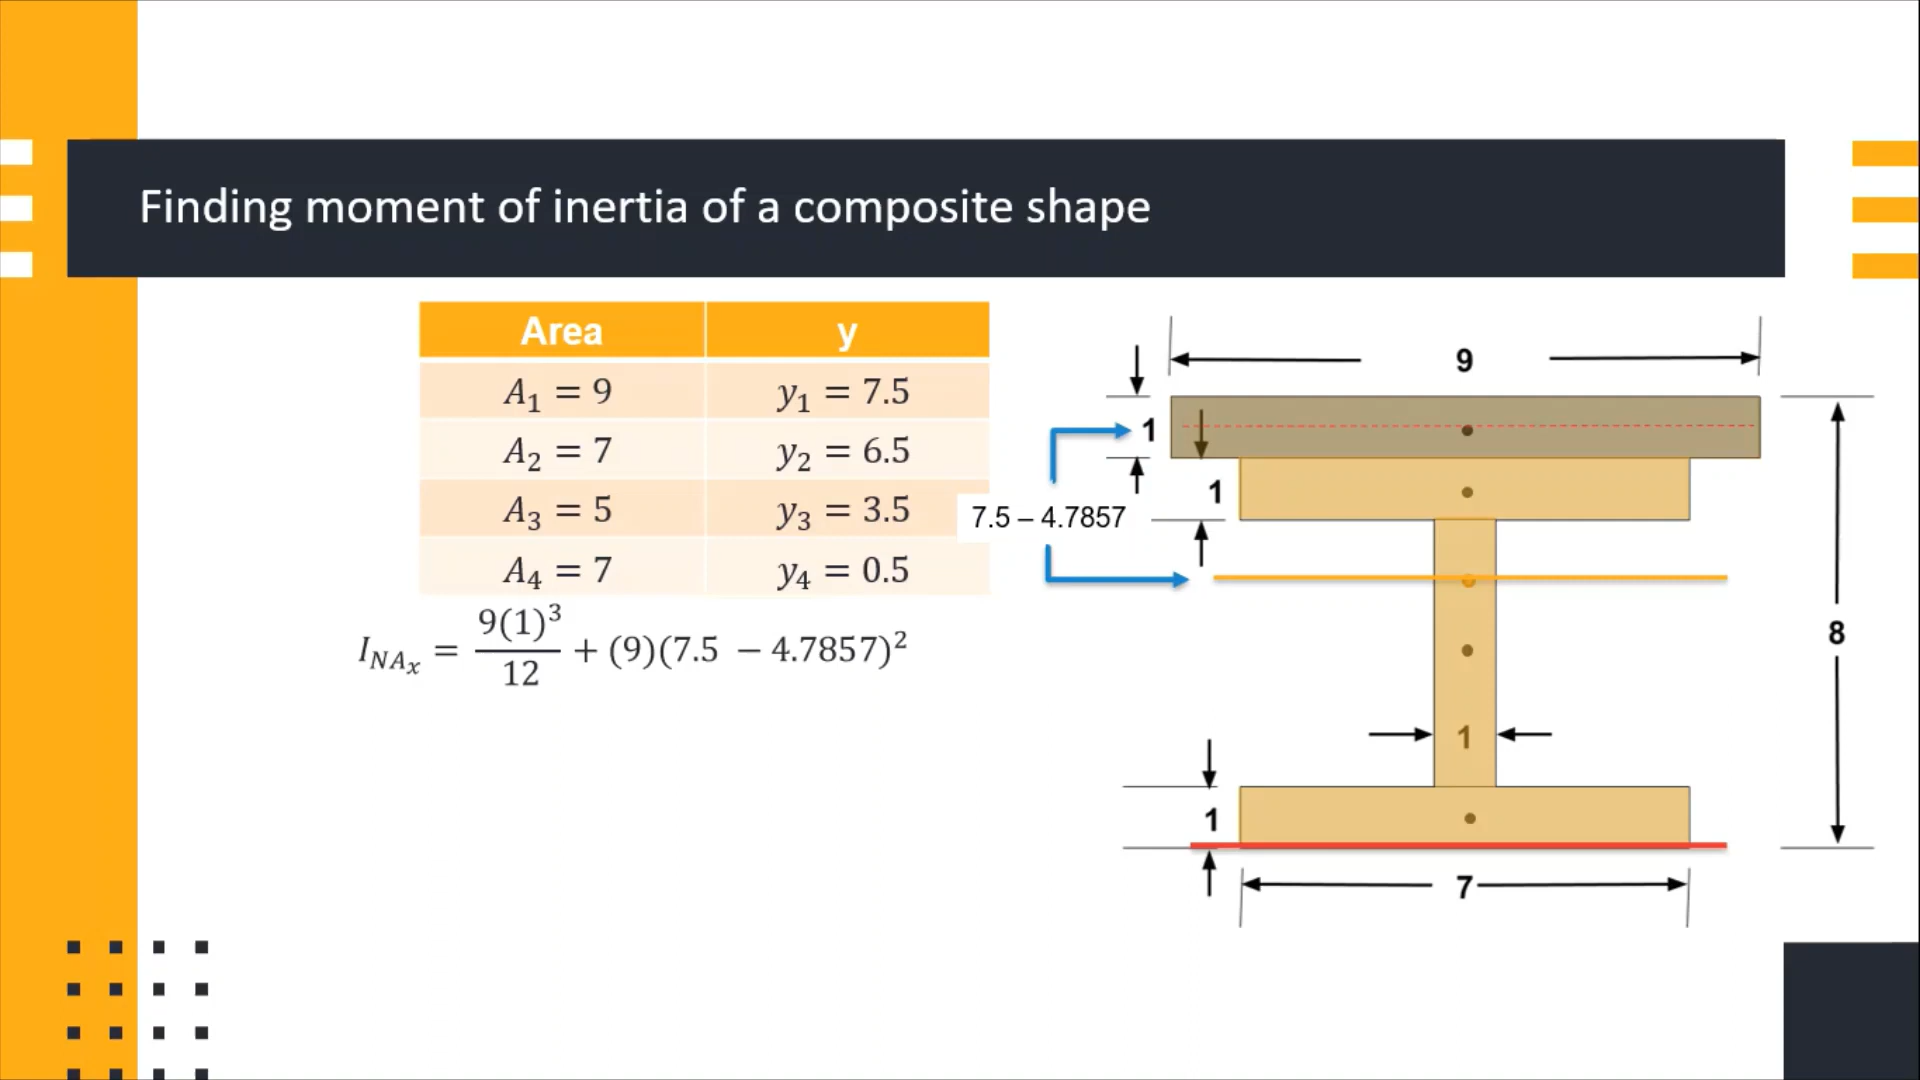 Finding moment of inertia of a composite shape
Area y
A₁ = 9 y₁ = 7.5
A₂ = 7 y₂ = 6.5
A₃ = 5 y₃ = 3.5
A₄ = 7 y₄ = 0.5
I_{NA_x} = 9(1)³/12 + (9)(7.5 − 4.7857)²
9
1
1
7.5 – 4.7857
8
1
1
7